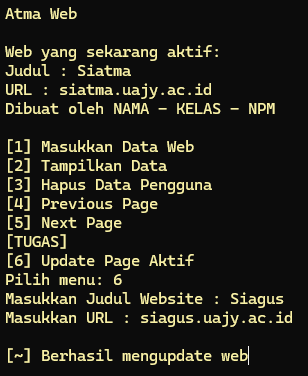 Atma Web
Web yang sekarang aktif:
Judul : Siatma
URL : siatma.uajy.ac.id
Dibuat oleh NAMA – KELAS – NPM
[1] Masukkan Data Web
[2] Tampilkan Data
[3] Hapus Data Pengguna
[4] Previous Page
[5] Next Page
[TUGAS]
[6] Update Page Aktif
Pilih menu: 6
Masukkan Judul Website : Siagus
Masukkan URL : siagus.uajy.ac.id
[~] Berhasil mengupdate web